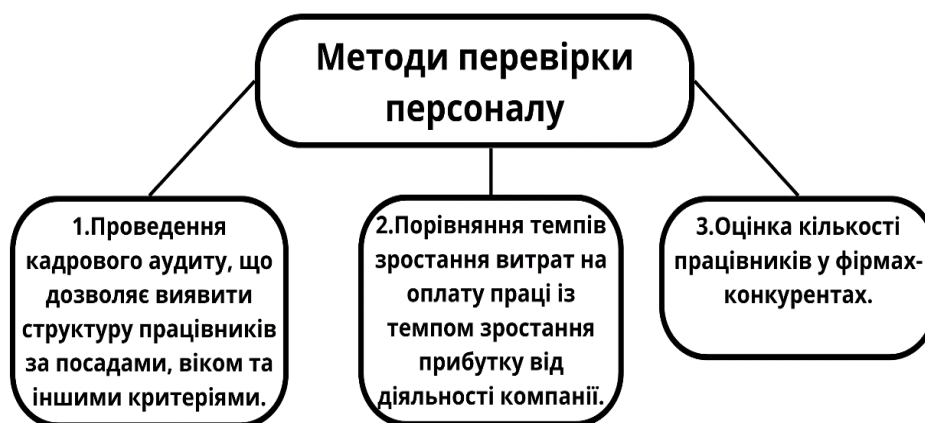 Методи перевірки
персоналу
1.Проведення
кадрового аудиту, що
дозволяє виявити
структуру працівників
за посадами, віком та
іншими критеріями.
2.Порівняння темпів
зростання витрат на
оплату праці із
темпом зростання
прибутку від
діяльності компанії.
3.Оцінка кількості
працівників у фірмах-
конкурентах.